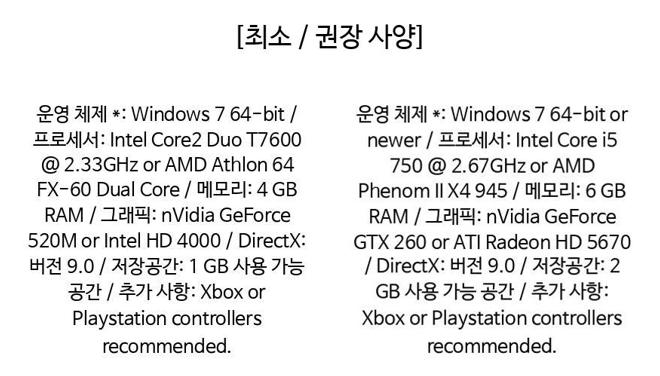 [최소 / 권장 사양]
운영 체제 *: Windows 7 64-bit /
프로세서: Intel Core2 Duo T7600
@ 2.33GHz or AMD Athlon 64
FX-60 Dual Core / 메모리: 4 GB
RAM / 그래픽: nVidia GeForce
520M or Intel HD 4000 / DirectX:
버전 9.0 / 저장공간: 1 GB 사용 가능
공간 / 추가 사항: Xbox or
Playstation controllers
recommended.
운영 체제 *: Windows 7 64-bit or
newer / 프로세서: Intel Core i5
750 @ 2.67GHz or AMD
Phenom II X4 945 / 메모리: 6 GB
RAM / 그래픽: nVidia GeForce
GTX 260 or ATI Radeon HD 5670
/ DirectX: 버전 9.0 / 저장공간: 2
GB 사용 가능 공간 / 추가 사항:
Xbox or Playstation controllers
recommended.